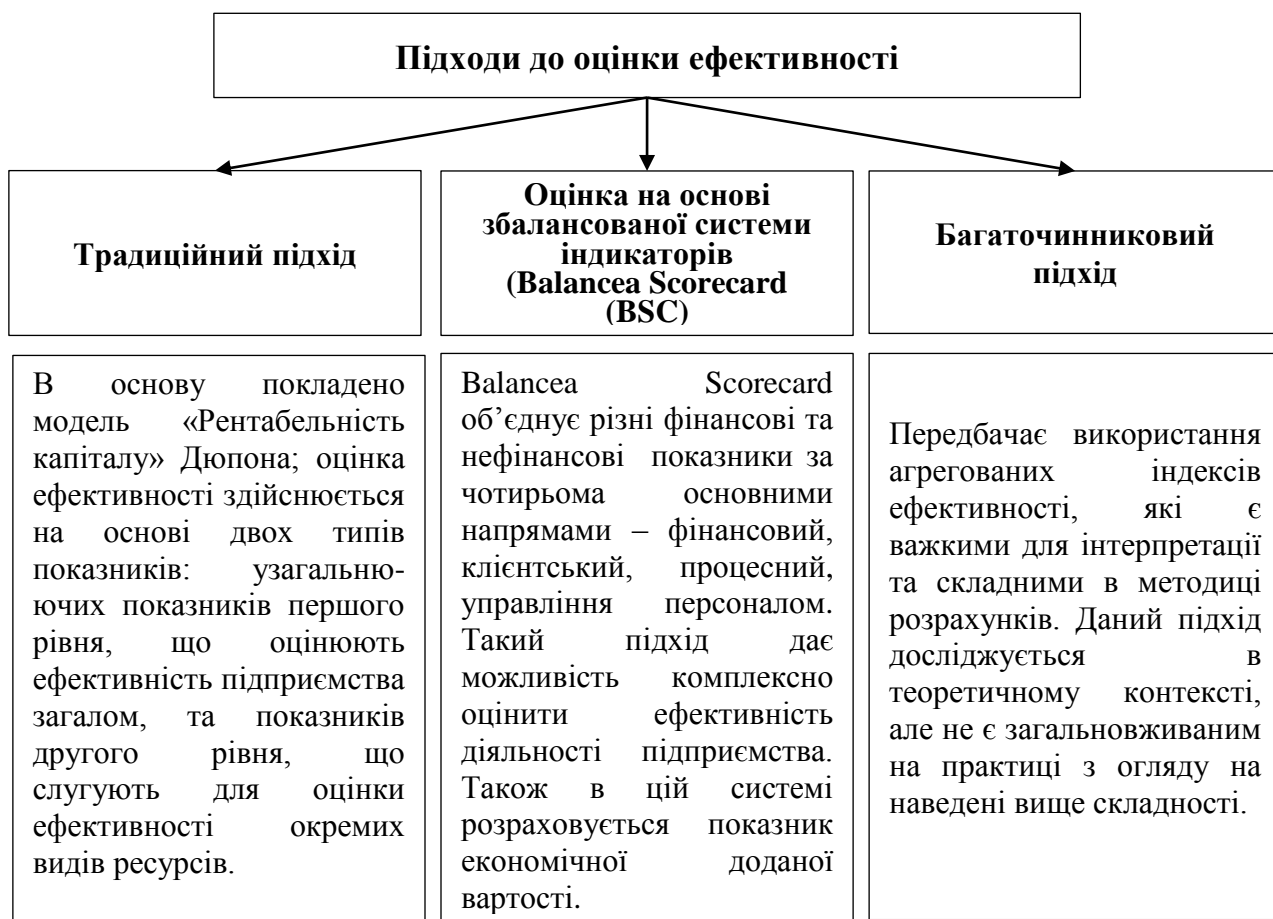 Підходи до оцінки ефективності
Традиційний підхід
Оцінка на основі
збалансованої системи
індикаторів
(Balancea Scorecard
(BSC)
Багаточинниковий
підхід
В основу покладено
модель «Рентабельність
капіталу» Дюпона; оцінка
ефективності здійснюється
на основі двох типів
показників: узагальню-
ючих показників першого
рівня, що оцінюють
ефективність підприємства
загалом, та показників
другого рівня, що
слугують для оцінки
ефективності окремих
видів ресурсів.
Balancea Scorecard
об’єднує різні фінансові та
нефінансові показники за
чотирьома основними
напрямами – фінансовий,
клієнтський, процесний,
управління персоналом.
Такий підхід дає
можливість комплексно
оцінити ефективність
діяльності підприємства.
Також в цій системі
розраховується показник
економічної доданої
вартості.
Передбачає використання
агрегованих індексів
ефективності, які є
важкими для інтерпретації
та складними в методиці
розрахунків. Даний підхід
досліджується в
теоретичному контексті,
але не є загальновживаним
на практиці з огляду на
наведені вище складності.